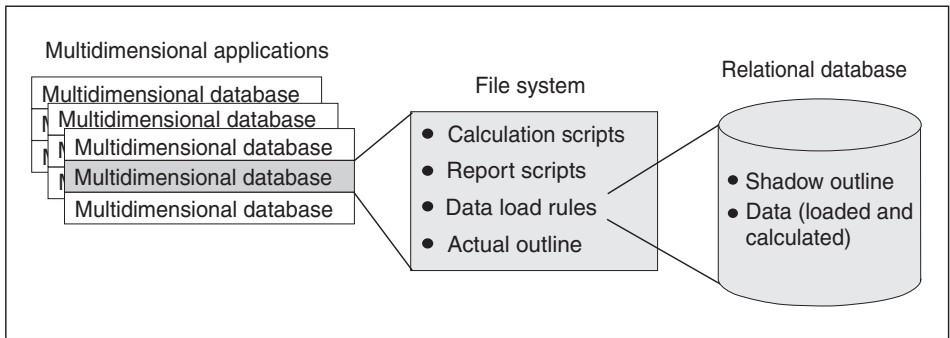 Multidimensional applications
Multidimensional database
M
M
Multidimensional database
M
M
Multidimensional database
Multidimensional database
Multidimensional database
File system
Calculation scripts
Report scripts
Data load rules
Actual outline
Relational database
Shadow outline
Data (loaded and
calculated)